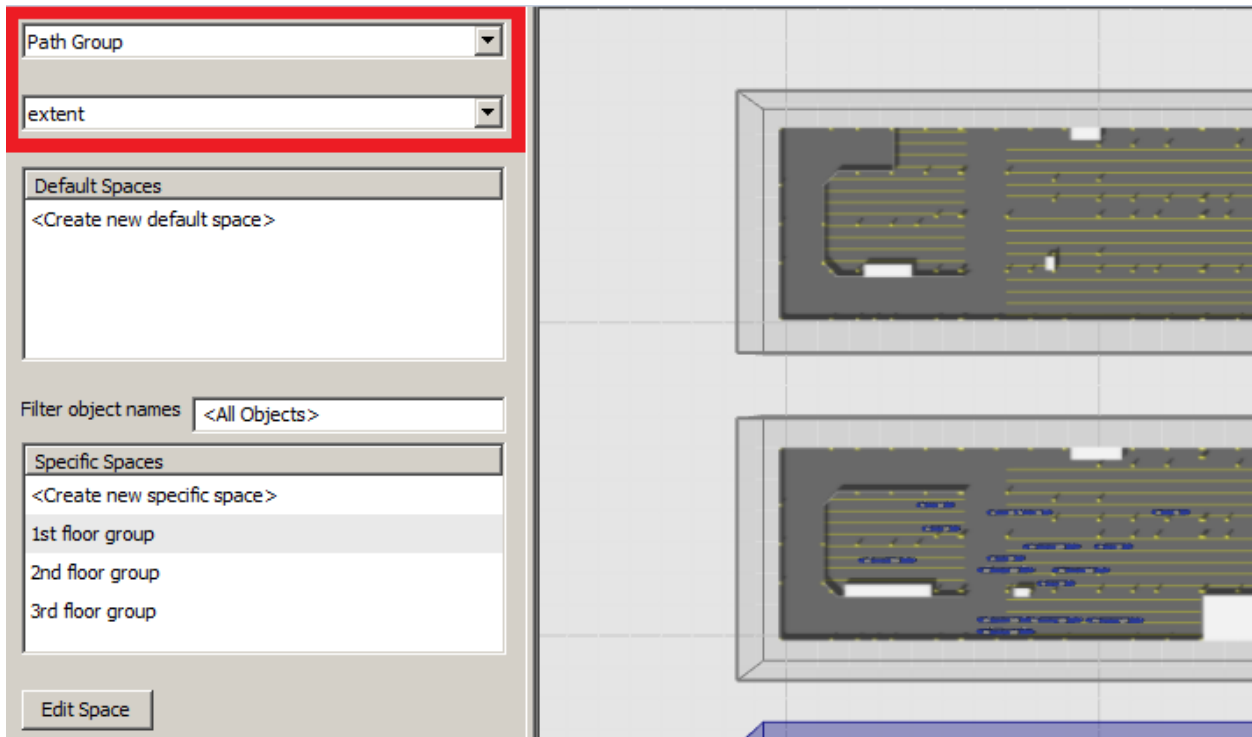 Path Group
extent
Default Spaces
<Create new default space>
Filter object names <All Objects>
Specific Spaces
<Create new specific space>
1st floor group
2nd floor group
3rd floor group
Edit Space